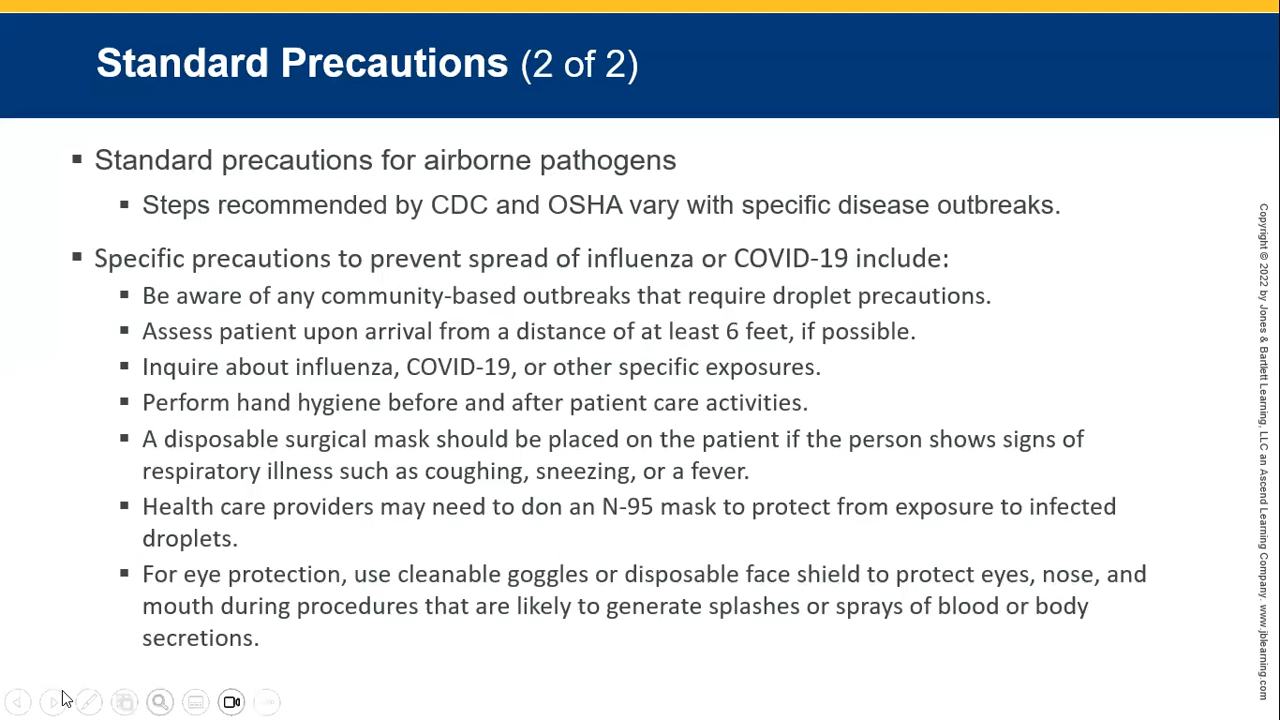 Standard Precautions (2 of 2)
▪ Standard precautions for airborne pathogens
▪ Steps recommended by CDC and OSHA vary with specific disease outbreaks.
▪ Specific precautions to prevent spread of influenza or COVID-19 include:
▪ Be aware of any community-based outbreaks that require droplet precautions.
▪ Assess patient upon arrival from a distance of at least 6 feet, if possible.
▪ Inquire about influenza, COVID-19, or other specific exposures.
▪ Perform hand hygiene before and after patient care activities.
▪ A disposable surgical mask should be placed on the patient if the person shows signs of
respiratory illness such as coughing, sneezing, or a fever.
▪ Health care providers may need to don an N-95 mask to protect from exposure to infected
droplets.
▪ For eye protection, use cleanable goggles or disposable face shield to protect eyes, nose, and
mouth during procedures that are likely to generate splashes or sprays of blood or body
secretions.
Copyright © 2022 by Jones & Bartlett Learning, LLC an Ascend Learning Company. www.jblearning.com